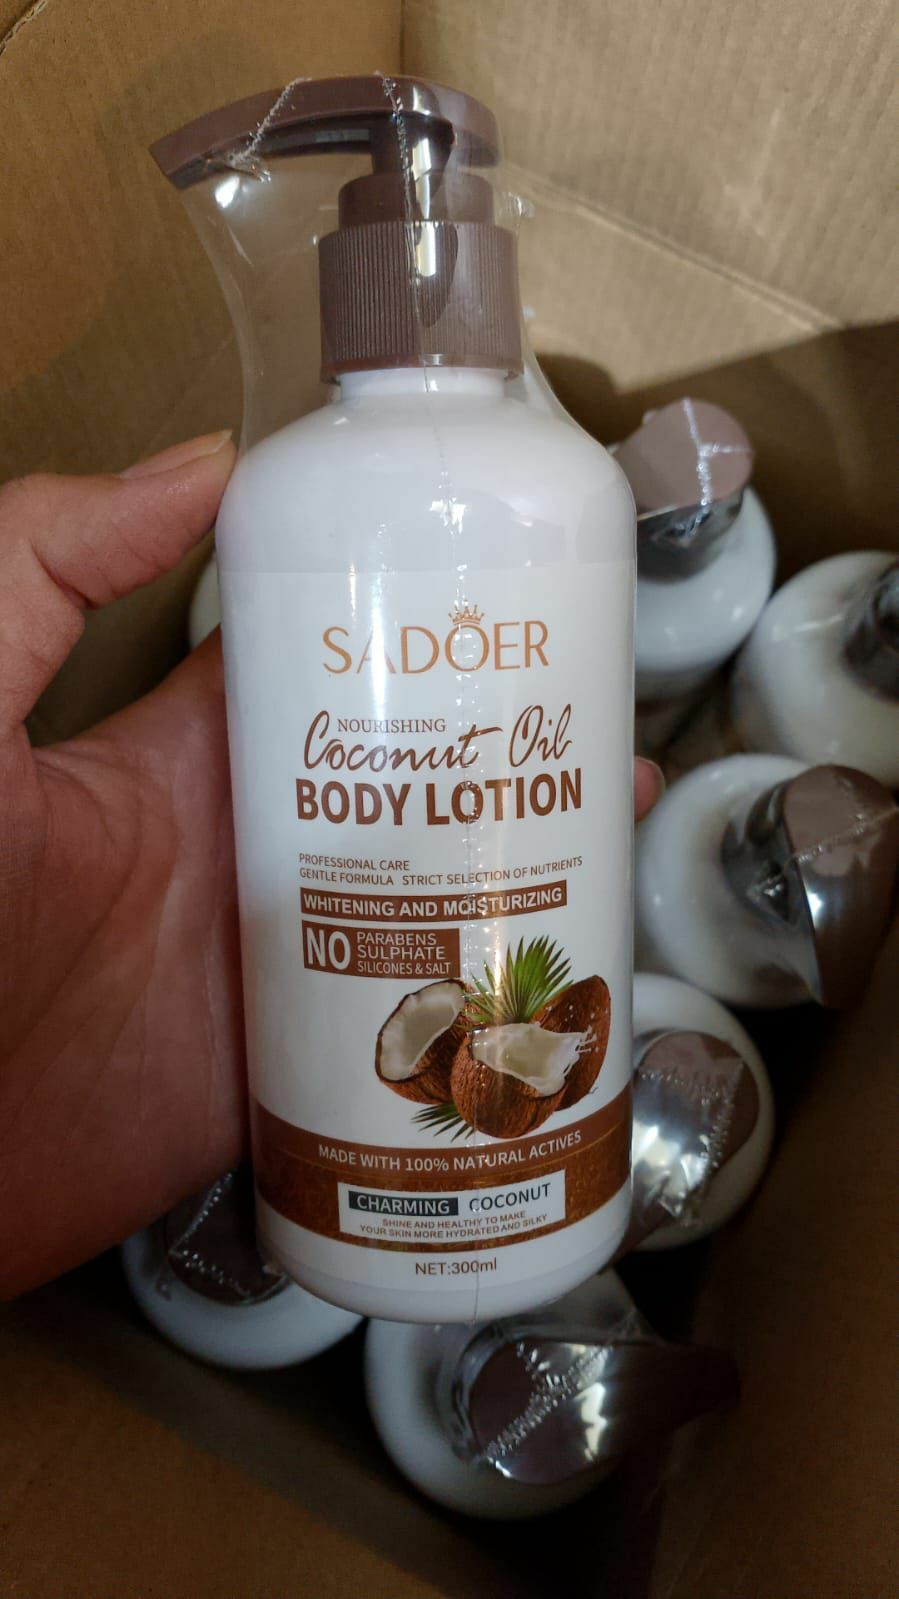 SADOER
NOURISHING
Coconut Oil
BODY LOTION
PROFESSIONAL CARE
GENTLE FORMULA STRICT SELECTION OF NUTRIENTS
WHITENING AND MOISTURIZING
NO PARABENS
SULPHATE
SILICONES & SALT
MADE WITH 100% NATURAL ACTIVES
CHARMING COCONUT
SHINE AND HEALTHY TO MAKE
YOUR SKIN MORE HYDRATED AND SILKY
NET:300ml